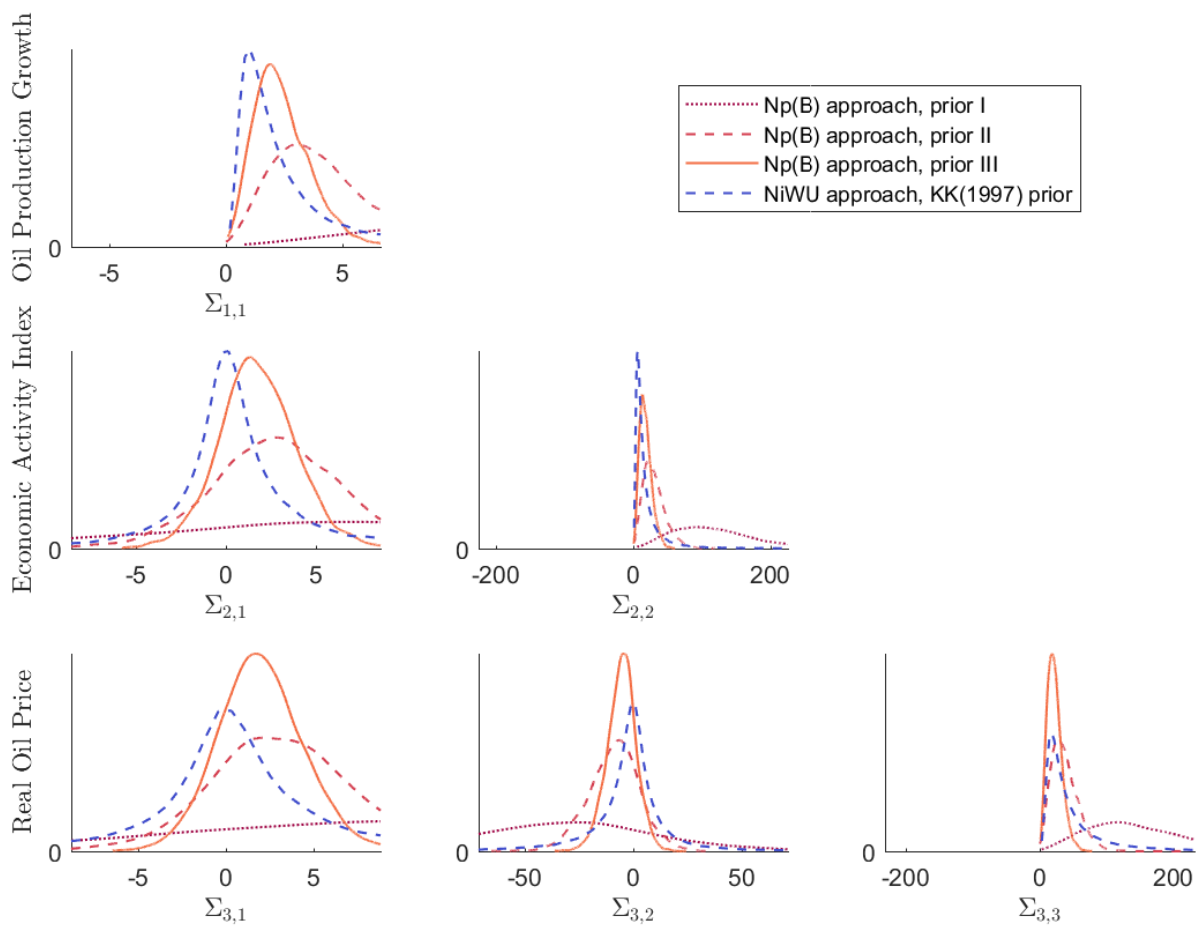 Oil Production Growth
0
-5
0
5
Σ1,1
Np(B) approach, prior I
Np(B) approach, prior II
Np(B) approach, prior III
NiWU approach, KK(1997) prior
Economic Activity Index
0
-5
0
5
Σ2,1
0
-200
0
200
Σ2,2
Real Oil Price
0
-5
0
5
Σ3,1
0
-50
0
50
Σ3,2
0
-200
0
200
Σ3,3